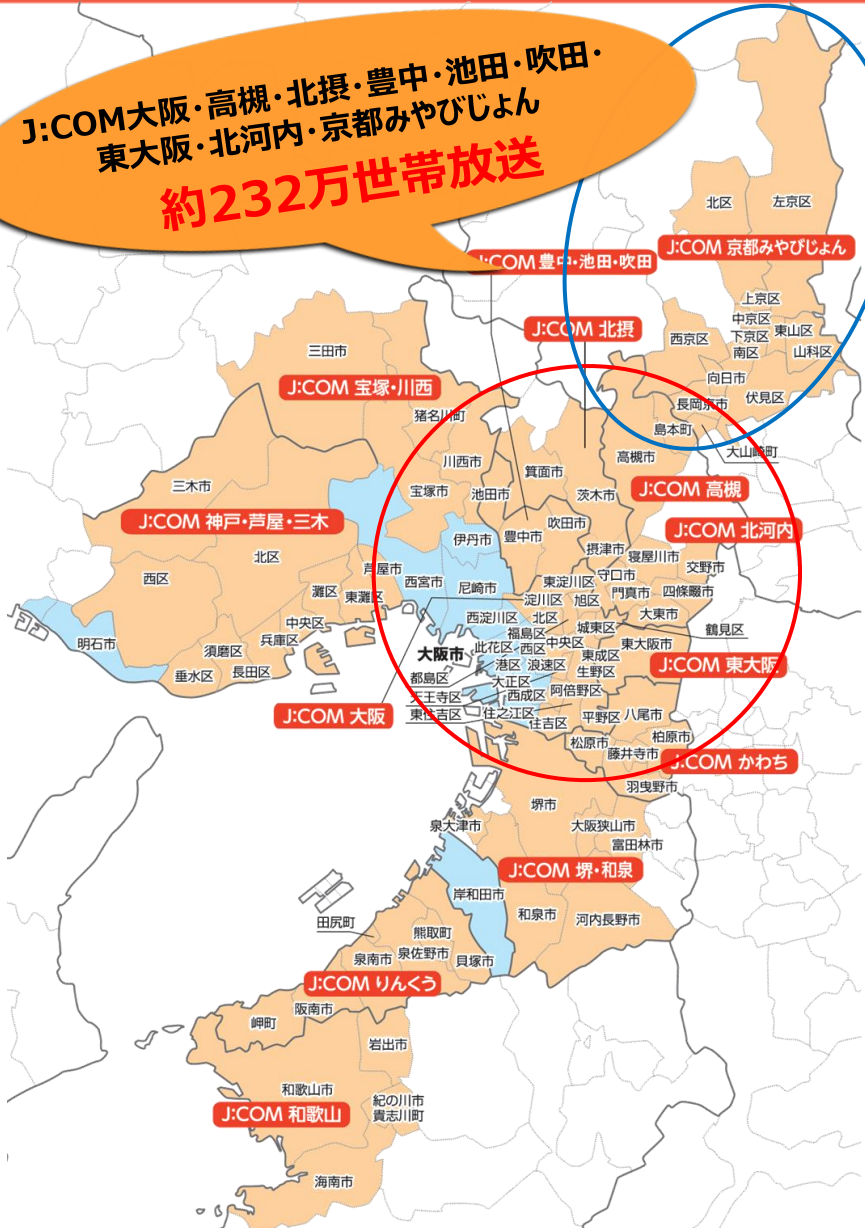 J:COM大阪・高槻・北摂・豊中・池田・吹田・
東大阪・北河内・京都みやびじょん
約232万世帯放送
北区
左京区
J:COM 京都みやびじょん
J:COM 豊中・池田・吹田
上京区
中京区
東山区
下京区
西京区
南区
山科区
J:COM 北摂
三田市
向日市
J:COM 宝塚・川西
伏見区
長岡京市
猪名川町
島本町
大山崎町
高槻市
川西市
箕面市
三木市
宝塚市
池田市
茨木市
J:COM 高槻
J:COM 神戸・芦屋・三木
吹田市
J:COM 北河内
伊丹市
豊中市
摂津市
寝屋川市
北区
芦屋市
交野市
西区
西宮市
尼崎市
東淀川区
守口市
灘区
東灘区
淀川区
旭区
門真市
四條畷市
大東市
中央区
西淀川区
北区
鶴見区
福島区
城東区
兵庫区
明石市
須磨区
大阪市
此花区
西区
中央区
東大阪市
東成区
J:COM 東大阪
垂水区
長田区
港区
浪速区
生野区
都島区
大正区
天王寺区
西成区
阿倍野区
J:COM 大阪
東住吉区
住之江区
住吉区
平野区
八尾市
松原市
柏原市
藤井寺市
J:COM かわち
羽曳野市
堺市
泉大津市
大阪狭山市
富田林市
J:COM 堺・和泉
岸和田市
和泉市
河内長野市
田尻町
熊取町
泉南市
泉佐野市
貝塚市
J:COM りんくう
阪南市
岬町
岩出市
和歌山市
紀の川市
貴志川町
J:COM 和歌山
海南市